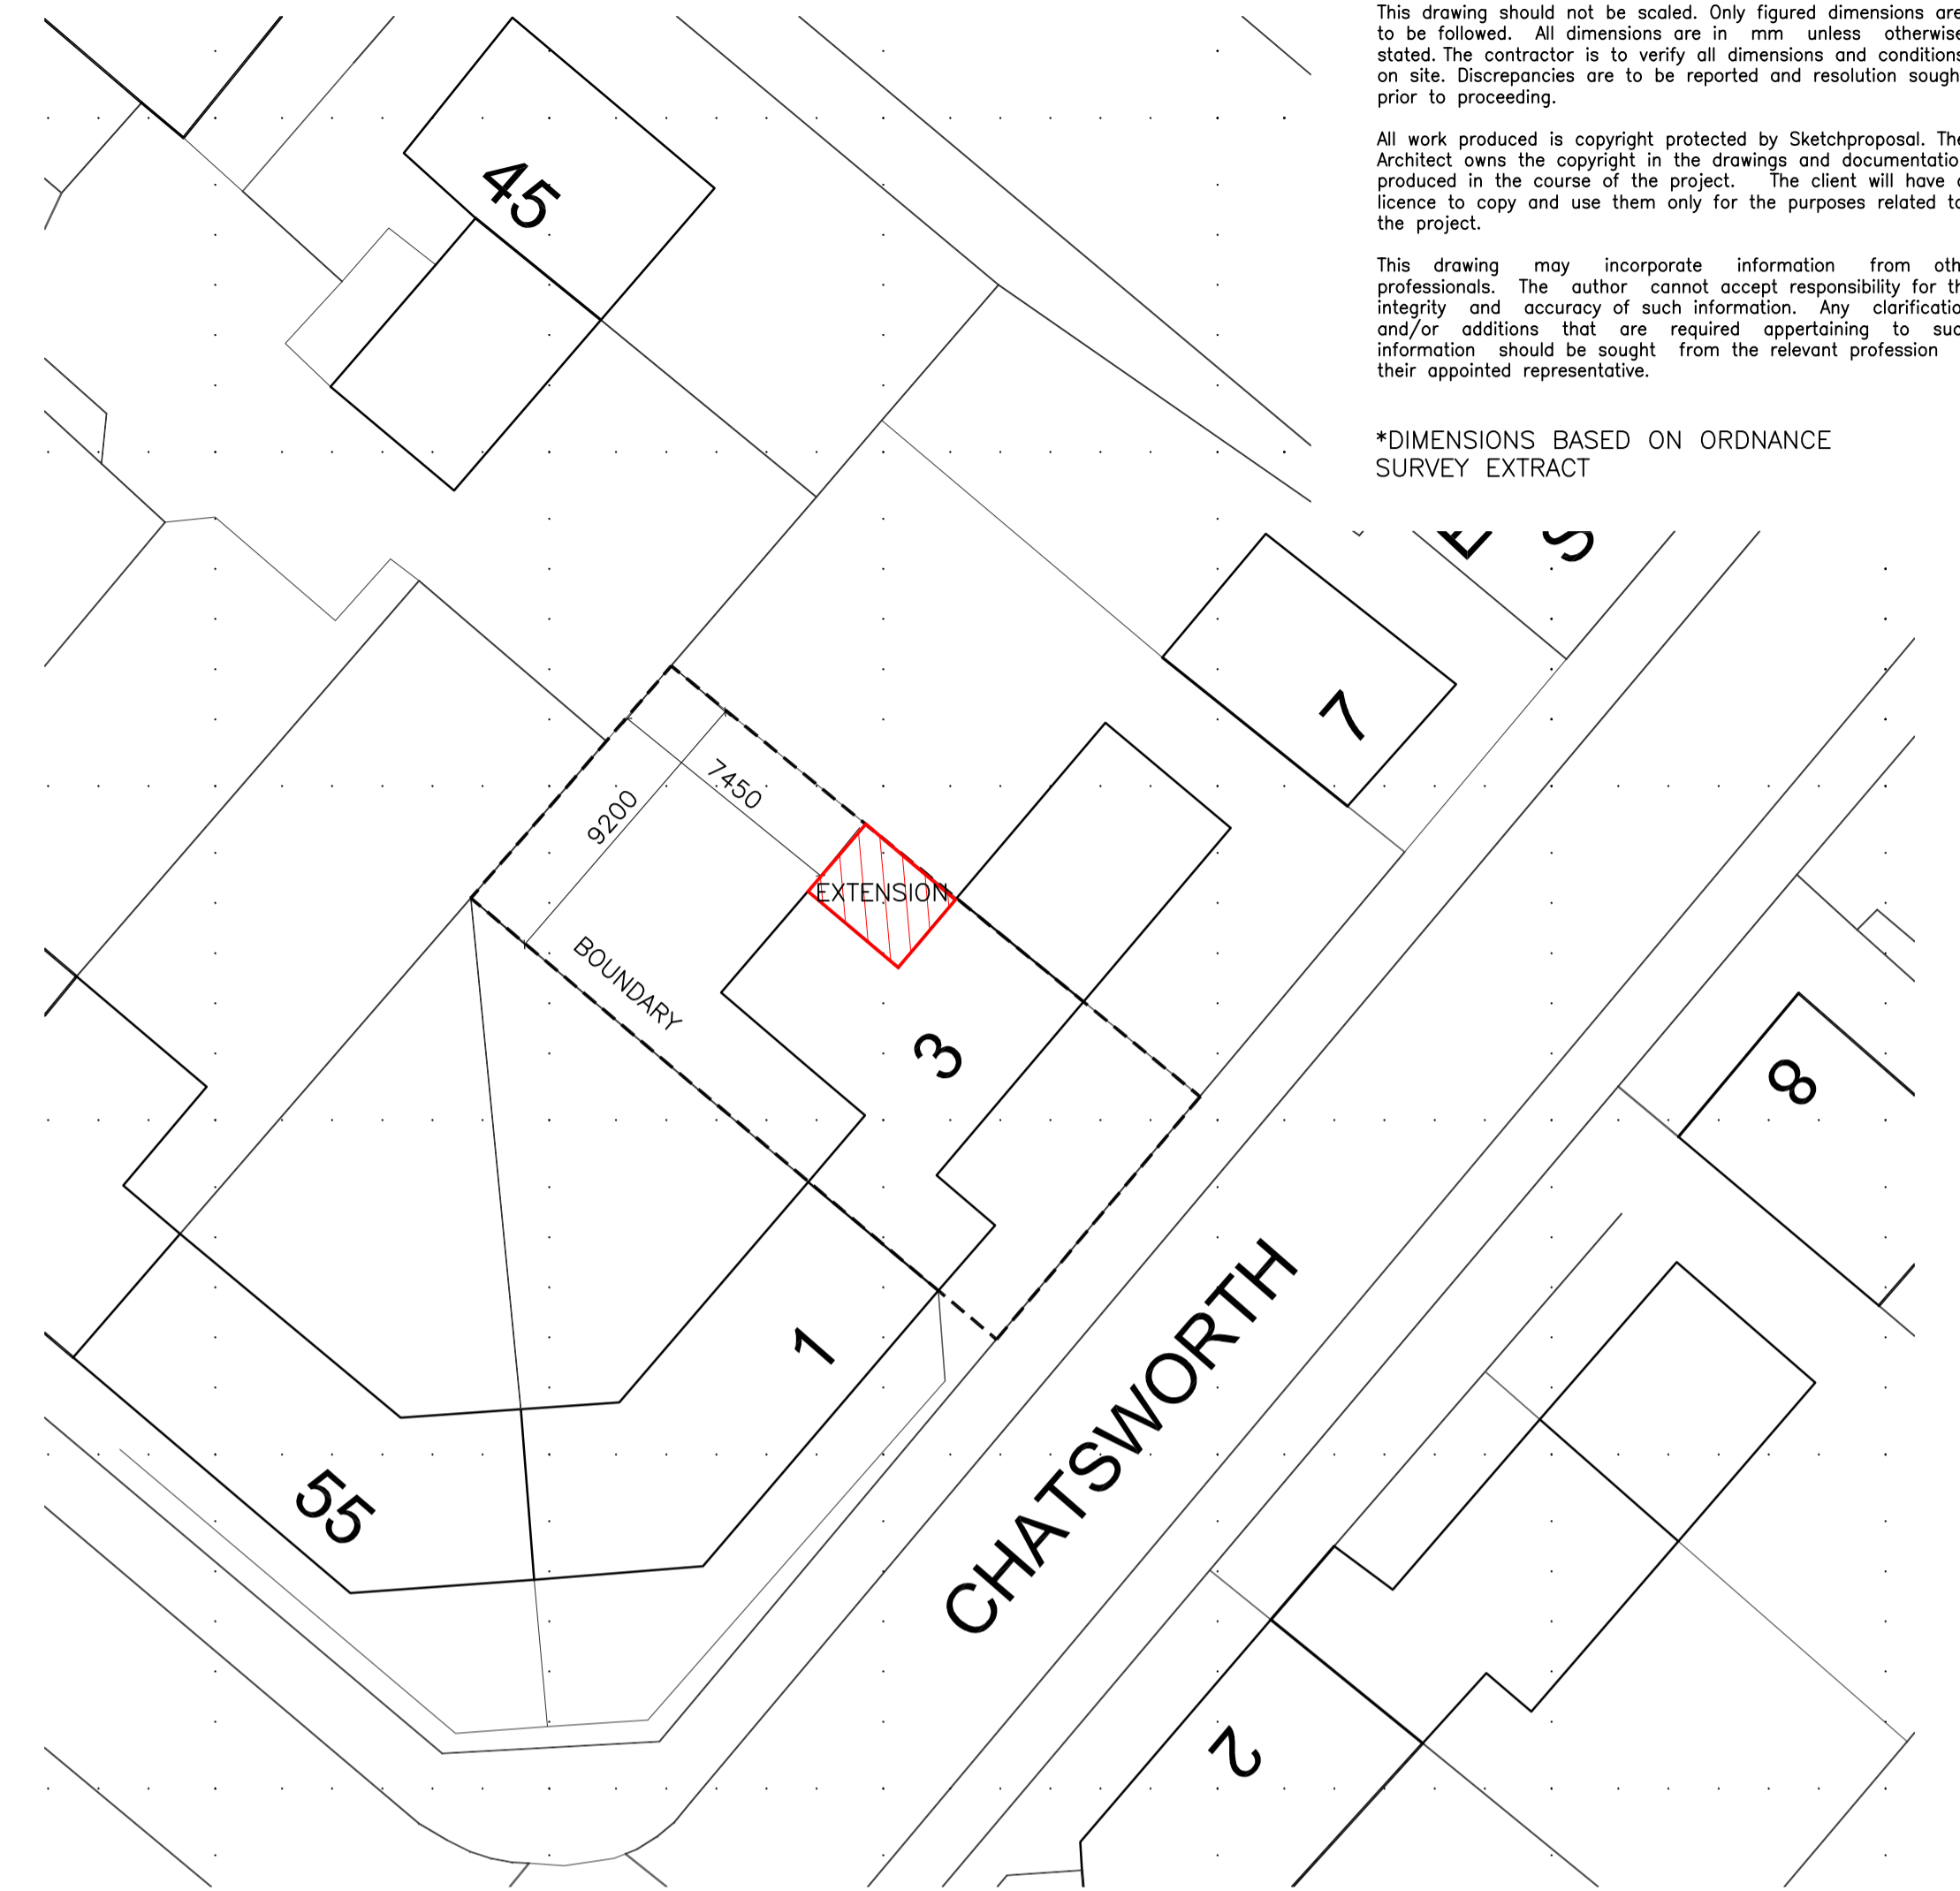 This drawing should not be scaled. Only figured dimensions are
to be followed. All dimensions are in mm unless otherwise
stated. The contractor is to verify all dimensions and conditions
on site. Discrepancies are to be reported and resolution sough
prior to proceeding.
All work produced is copyright protected by Sketchproposal. The
Architect owns the copyright in the drawings and documentatio
produced in the course of the project. The client will have
licence to copy and use them only for the purposes related to
the project.
This drawing may incorporate information from oth
professionals. The author cannot accept responsibility for th
integrity and accuracy of such information. Any clarificatio
and/or additions that are required appertaining to suc
information should be sought from the relevant profession
their appointed representative.
*DIMENSIONS BASED ON ORDNANCE
SURVEY EXTRACT
45
S
7
7450
9200
EXTENSION
BOUNDARY
3
8
1
CHATSWORTH
55
2